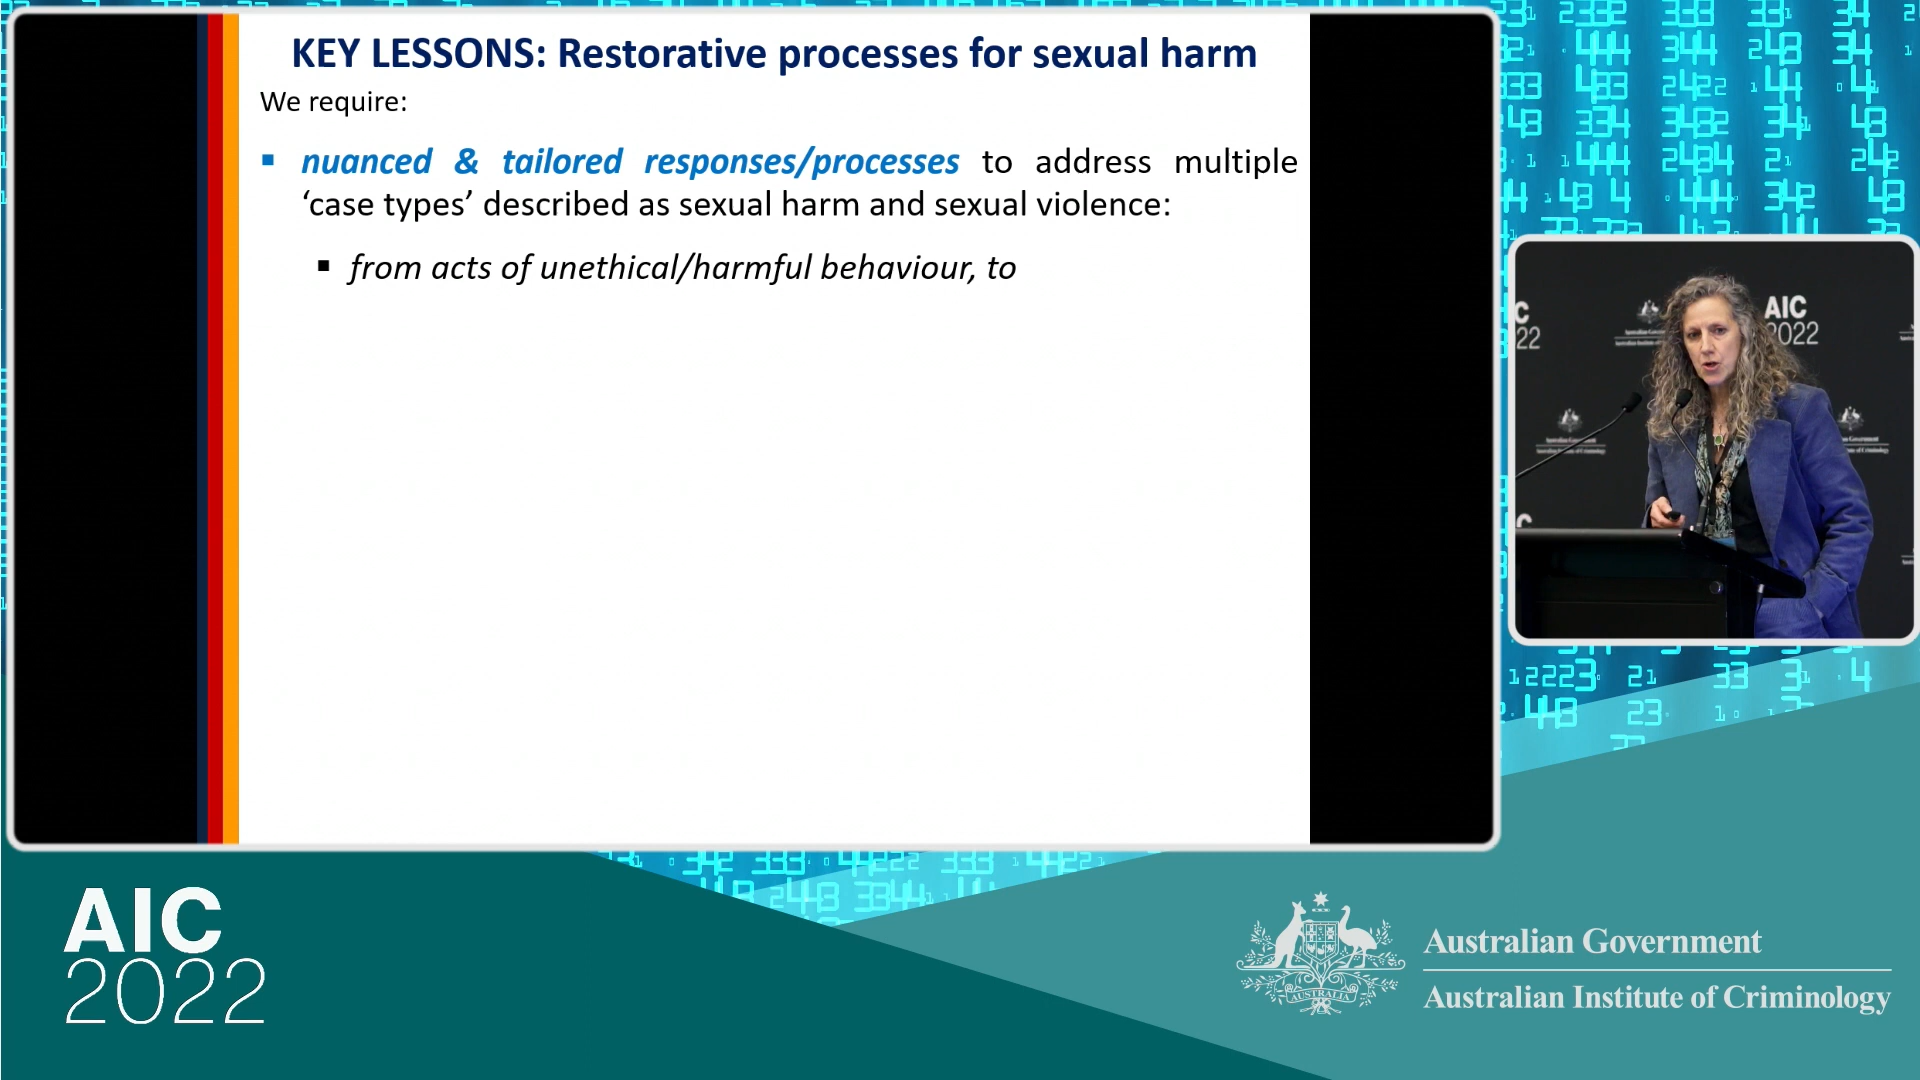 KEY LESSONS: Restorative processes for sexual harm
We require:
▪ nuanced & tailored responses/processes to address multiple
‘case types’ described as sexual harm and sexual violence:
▪ from acts of unethical/harmful behaviour, to
AIC
2022
AIC
2022
Australian Government
Australian Institute of Criminology
AUSTRALIA